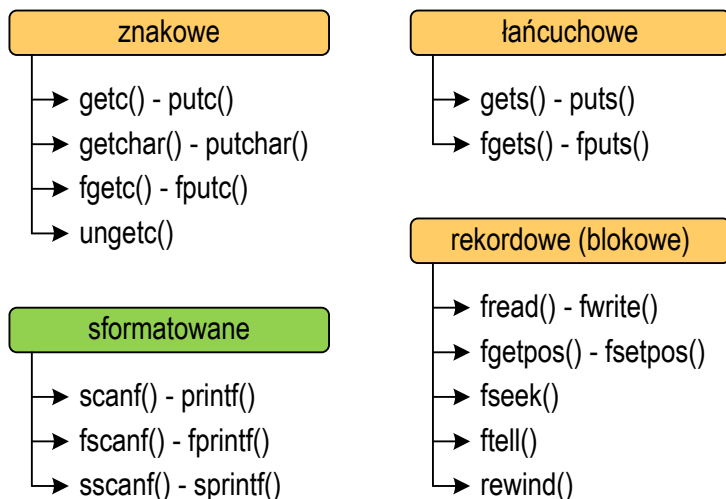 znakowe
getc() - putc()
getchar() - putchar()
fgetc() - fputc()
ungetc()
sformatowane
scanf() - printf()
fscanf() - fprintf()
sscanf() - sprintf()
łańcuchowe
gets() - puts()
fgets() - fputs()
rekordowe (blokowe)
fread() - fwrite()
fgetpos() - fsetpos()
fseek()
ftell()
rewind()